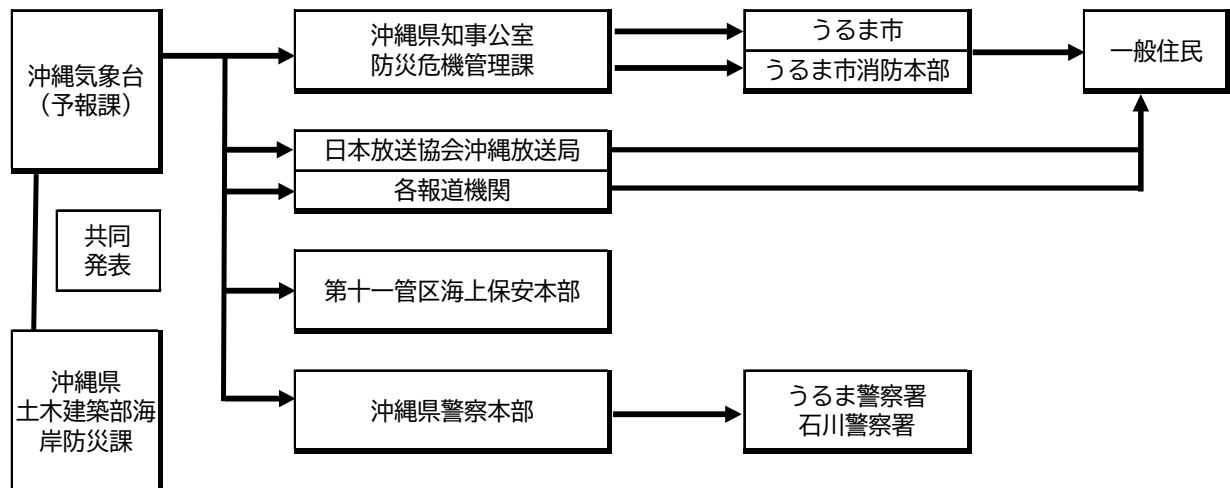 沖縄気象台
（予報課）
沖縄県知事公室
防災危機管理課
うるま市
うるま市消防本部
一般住民
日本放送協会沖縄放送局
各報道機関
共同
発表
第十一管区海上保安本部
沖縄県
土木建築部海
岸防災課
沖縄県警察本部
うるま警察署
石川警察署